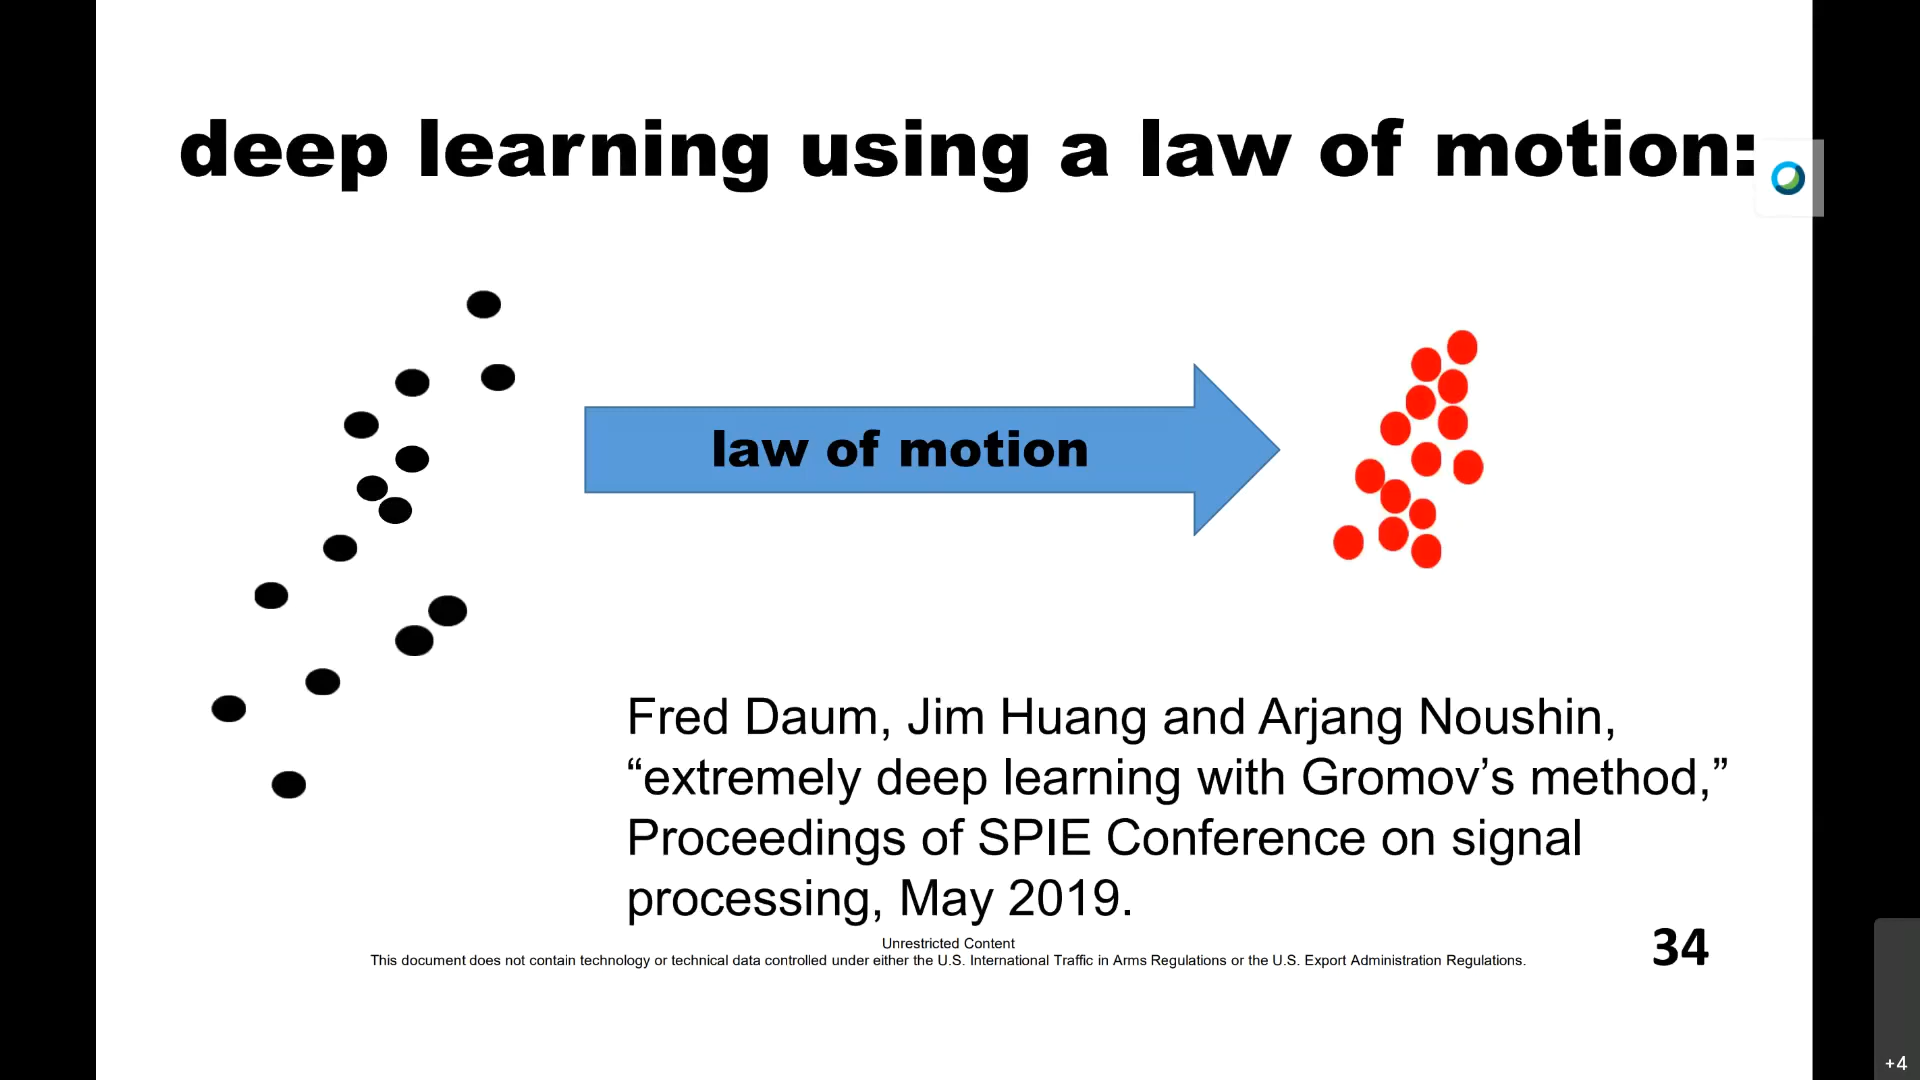 deep learning using a law of motion:
law of motion
Fred Daum, Jim Huang and Arjang Noushin,
“extremely deep learning with Gromov’s method,”
Proceedings of SPIE Conference on signal
processing, May 2019.
Unrestricted Content
This document does not contain technology or technical data controlled under either the U.S. International Traffic in Arms Regulations or the U.S. Export Administration Regulations.
34
+4